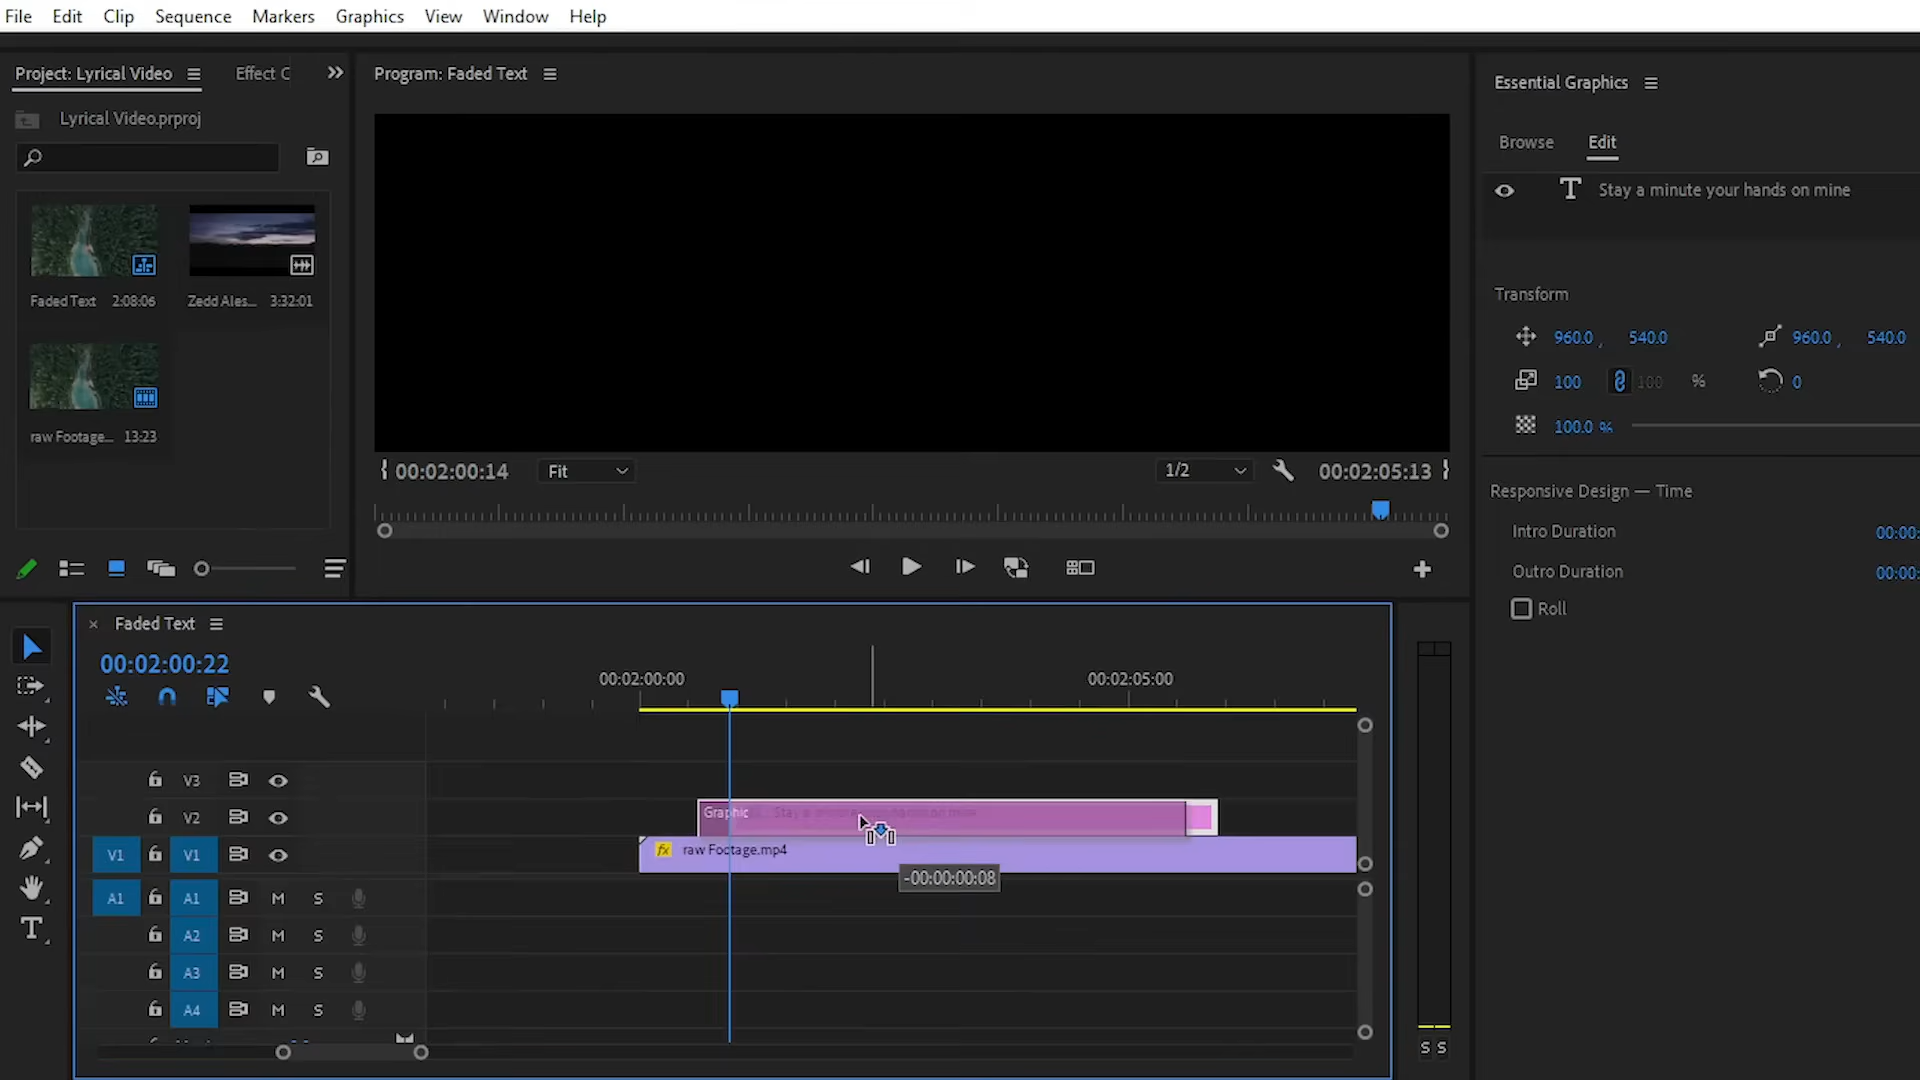 File Edit Clip Sequence Markers Graphics View Window Help
Project: Lyrical Video Effect C
Program: Faded Text
Essential Graphics
Lyrical Video.prproj
Browse Edit
Stay a minute your hands on mine
Faded Text 2:08:06
Zedd Ales... 3:32:01
raw Footage... 13:23
Transform
960.0, 540.0 960.0, 540.0
100 100 % 0
100.0 %
00:02:00:14 Fit 1/2 00:02:05:13
Responsive Design — Time
Intro Duration 00:00:
Outro Duration 00:00:
Roll
Faded Text
00:02:00:22
00:02:00:00 00:02:05:00
V3
V2
Graphic
V1 V1
fx raw Footage.mp4
-00:00:00:08
A1 A1 M S
A2 M S
A3 M S
A4 M S
S S